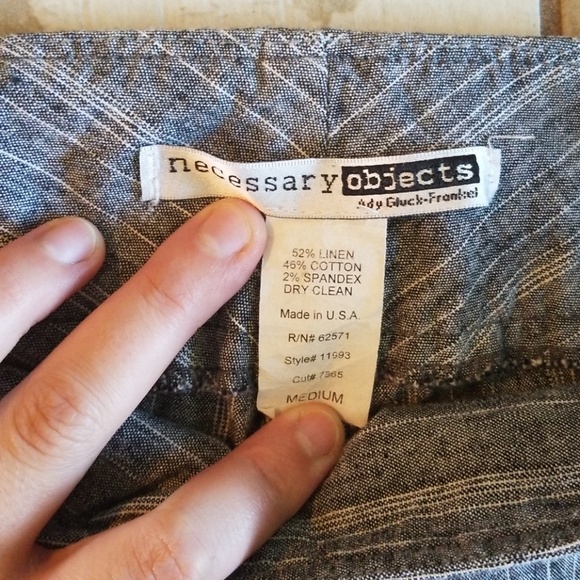 necessary objects
Ady Gluck-Frankel
52% LINEN
46% COTTON
2% SPANDEX
DRY CLEAN
Made in U.S.A.
R/N# 62571
Style# 11993
Cut# 7365
MEDIUM